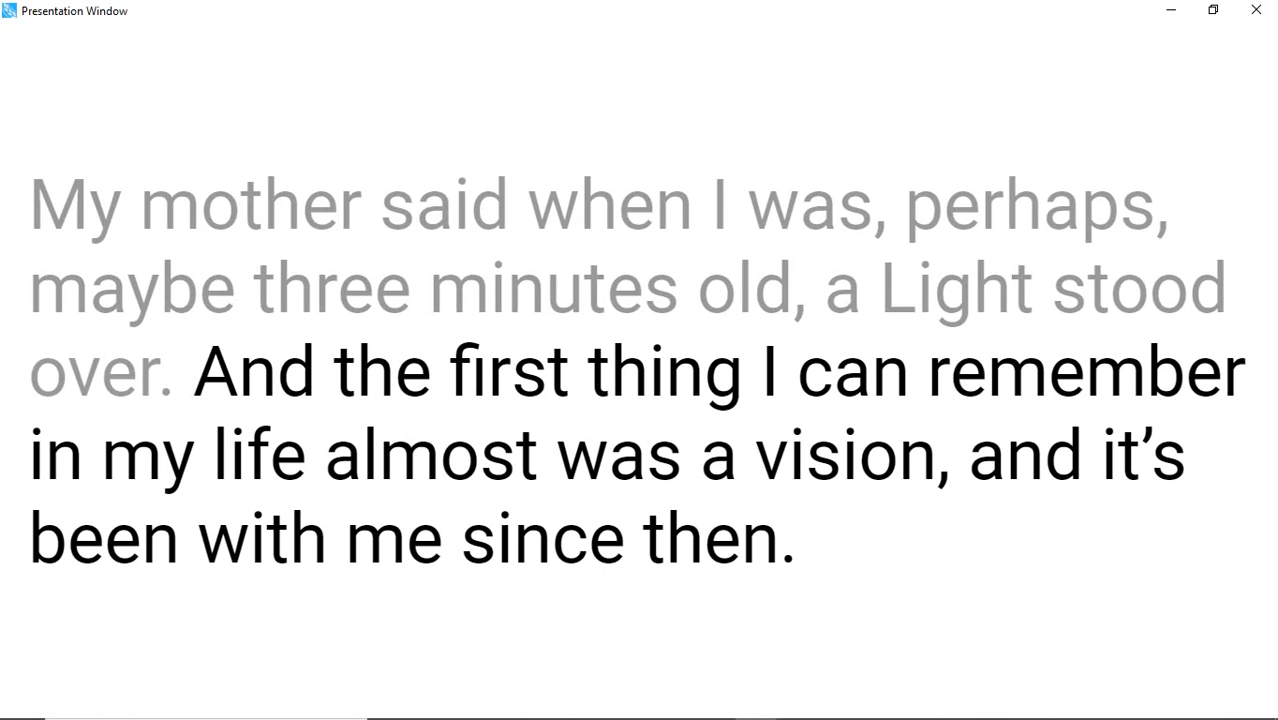 Presentation Window
My mother said when I was, perhaps,
maybe three minutes old, a Light stood
over. And the first thing I can remember
in my life almost was a vision, and it’s
been with me since then.